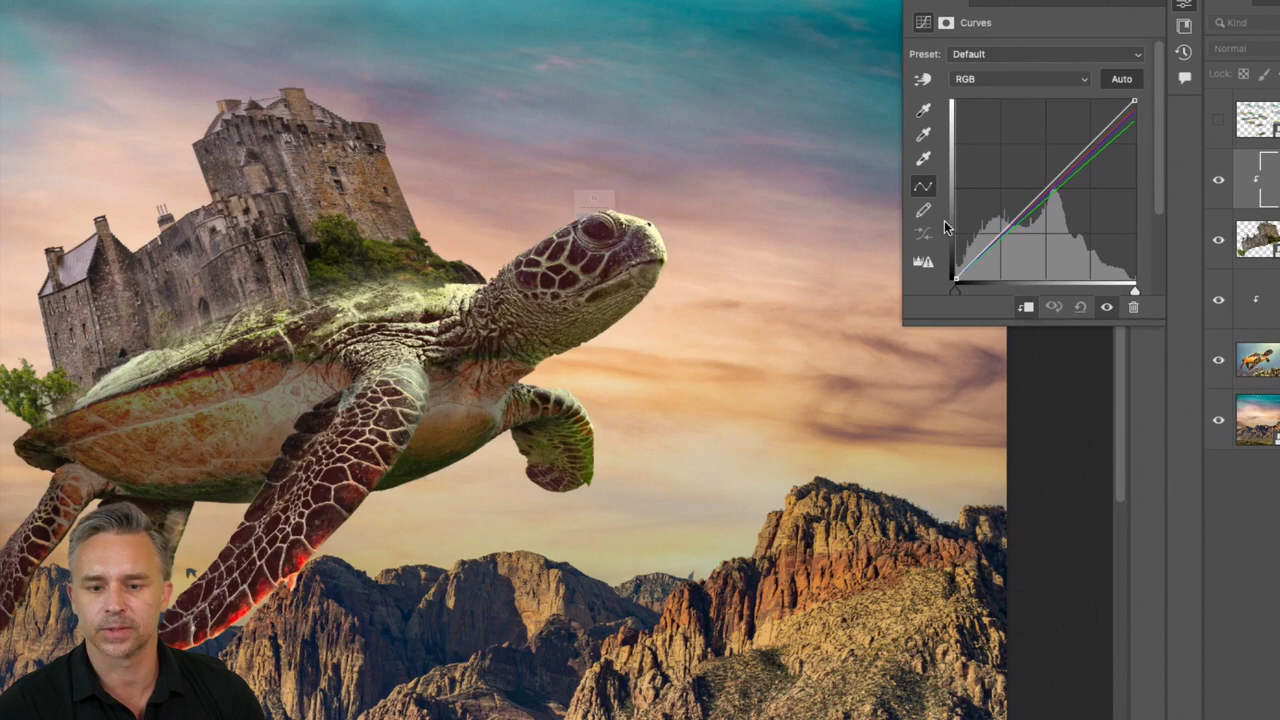 Curves
Preset: Default
RGB
Auto
Kind
Normal
Lock: